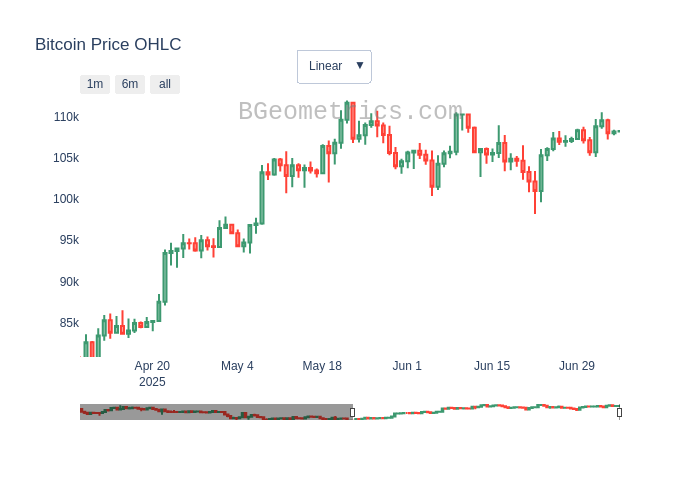 Bitcoin Price OHLC
Linear ▼
1m 6m all
BGeometrics.com
110k
105k
100k
95k
90k
85k
Apr 20 May 4 May 18 Jun 1 Jun 15 Jun 29
2025